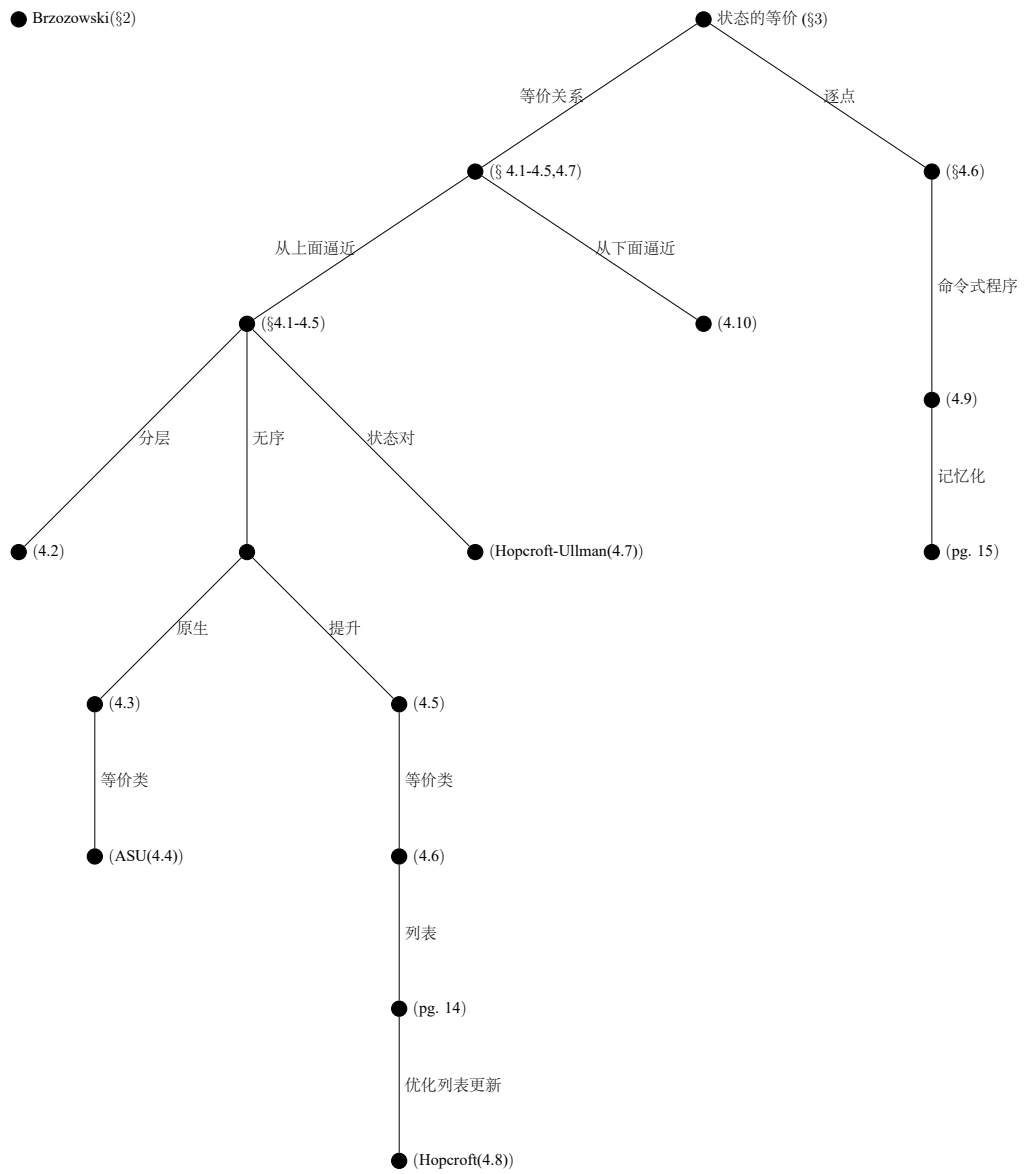 Brzozowski(§2)
状态的等价 (§3)
等价关系
逐点
(§ 4.1-4.5,4.7)
(§4.6)
从上面逼近
从下面逼近
命令式程序
(§4.1-4.5)
(4.10)
(4.9)
分层
无序
状态对
记忆化
(4.2)
(Hopcroft-Ullman(4.7))
(pg. 15)
原生
提升
(4.3)
(4.5)
等价类
等价类
(ASU(4.4))
(4.6)
列表
(pg. 14)
优化列表更新
(Hopcroft(4.8))